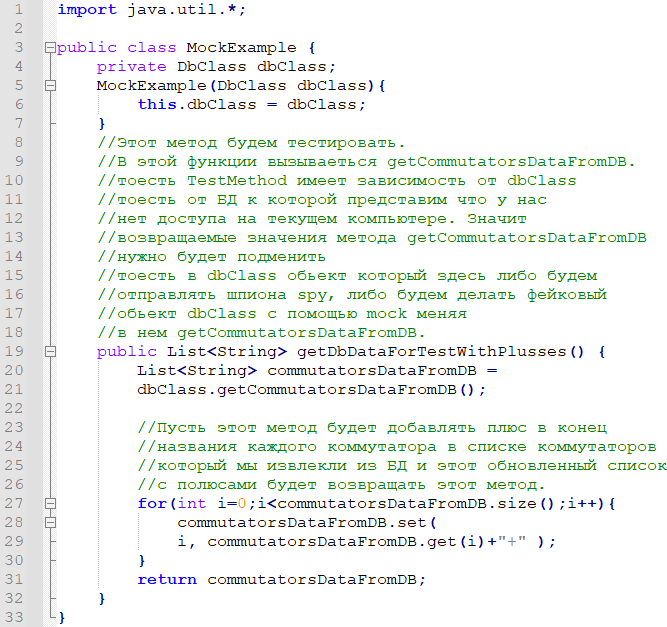 1 import java.util.*;
2
3 public class MockExample {
4     private DbClass dbClass;
5     MockExample(DbClass dbClass){
6         this.dbClass = dbClass;
7     }
8     //Этот метод будем тестировать.
9     //В этой функции вызываеться getCommutatorsDataFromDB.
10     //тоесть TestMethod имеет зависимость от dbClass
11     //тоесть от БД к которой представим что у нас
12     //нет доступа на текущем компьютере. Значит
13     //возвращаемые значения метода getCommutatorsDataFromDB
14     //нужно будет подменить
15     //тоесть в dbClass обьект который здесь либо будем
16     //отправлять шпиона spy, либо будем делать фейковый
17     //обьект dbClass с помощью mock меняя
18     //в нем getCommutatorsDataFromDB.
19     public List<String> getDbDataForTestWithPlusses() {
20         List<String> commutatorsDataFromDB =
21         dbClass.getCommutatorsDataFromDB();
22
23         //Пусть этот метод будет добавлять плюс в конец
24         //названия каждого коммутатора в списке коммутаторов
25         //который мы извлекли из БД и этот обновленный список
26         //с полюсами будет возвращать этот метод.
27         for(int i=0;i<commutatorsDataFromDB.size();i++){
28             commutatorsDataFromDB.set(
29             i, commutatorsDataFromDB.get(i)+"+" );
30         }
31         return commutatorsDataFromDB;
32     }
33 }